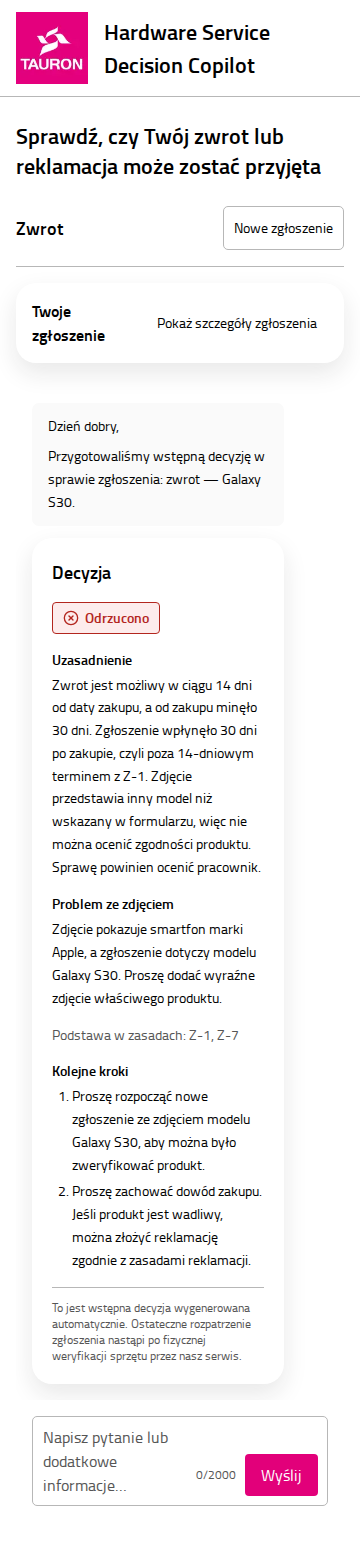 TAURON
Hardware Service
Decision Copilot
Sprawdź, czy Twój zwrot lub
reklamacja może zostać przyjęta
Zwrot
Nowe zgłoszenie
Twoje
zgłoszenie
Pokaż szczegóły zgłoszenia
Dzień dobry,
Przygotowaliśmy wstępną decyzję w
sprawie zgłoszenia: zwrot — Galaxy
S30.
Decyzja
Odrzucono
Uzasadnienie
Zwrot jest możliwy w ciągu 14 dni
od daty zakupu, a od zakupu minęło
30 dni. Zgłoszenie wpłynęło 30 dni
po zakupie, czyli poza 14-dniowym
terminem z Z-1. Zdjęcie
przedstawia inny model niż
wskazany w formularzu, więc nie
można ocenić zgodności produktu.
Sprawę powinien ocenić pracownik.
Problem ze zdjęciem
Zdjęcie pokazuje smartfon marki
Apple, a zgłoszenie dotyczy modelu
Galaxy S30. Proszę dodać wyraźne
zdjęcie właściwego produktu.
Podstawa w zasadach: Z-1, Z-7
Kolejne kroki
1. Proszę rozpocząć nowe
zgłoszenie ze zdjęciem modelu
Galaxy S30, aby można było
zweryfikować produkt.
2. Proszę zachować dowód zakupu.
Jeśli produkt jest wadliwy,
można złożyć reklamację
zgodnie z zasadami reklamacji.
To jest wstępna decyzja wygenerowana
automatycznie. Ostateczne rozpatrzenie
zgłoszenia nastąpi po fizycznej
weryfikacji sprzętu przez nasz serwis.
Napisz pytanie lub
dodatkowe
informacje...
0/2000
Wyślij